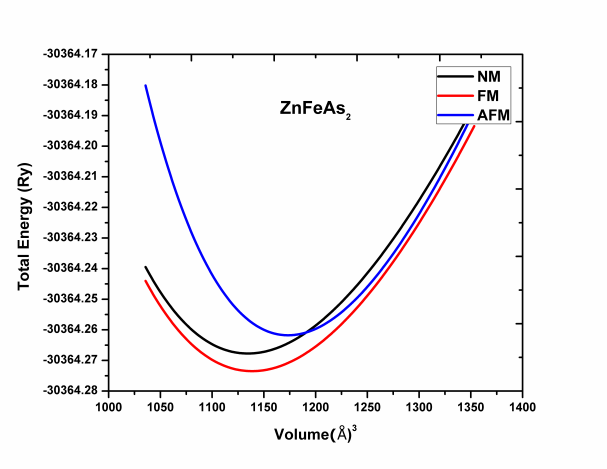 -30364.17
-30364.18
-30364.19
-30364.20
-30364.21
-30364.22
-30364.23
-30364.24
-30364.25
-30364.26
-30364.27
-30364.28
Total Energy (Ry)
ZnFeAs₂
NM
FM
AFM
1000 1050 1100 1150 1200 1250 1300 1350 1400
Volume(Å)³